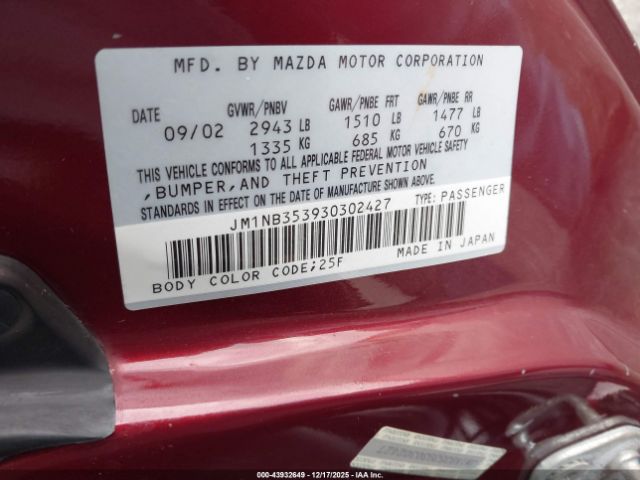 MFD. BY MAZDA MOTOR CORPORATION
DATE GVWR/PNBV GAWR/PNBE FRT GAWR/PNBE RR
09/02 2943 LB 1510 LB 1477 LB
1335 KG 685 KG 670 KG
THIS VEHICLE CONFORMS TO ALL APPLICABLE FEDERAL MOTOR VEHICLE SAFETY
,BUMPER,AND THEFT PREVENTION
STANDARDS IN EFFECT ON THE DATE OF MANUFACTURE SHOWN ABOVE.
JM1NB353930302427 TYPE: PASSENGER
MADE IN JAPAN
BODY COLOR CODE;25F
000-43932649 - 12/17/2025 - IAA Inc.